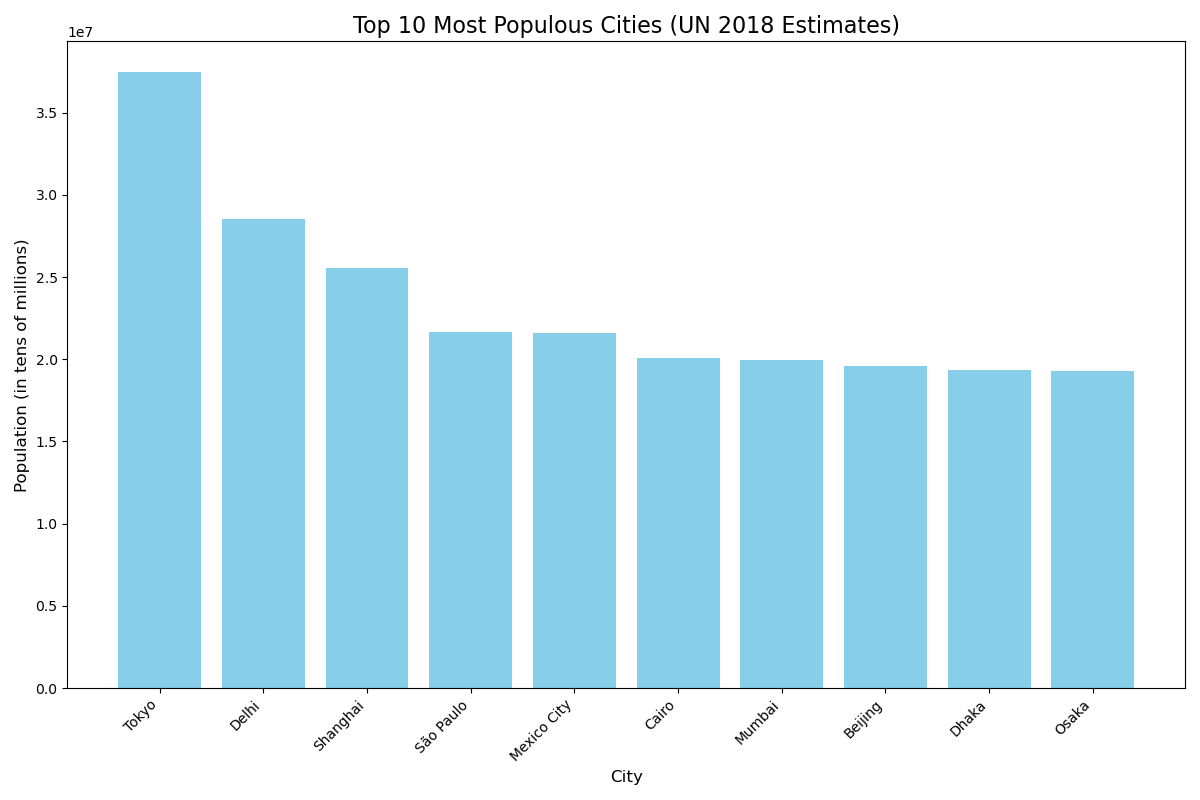 Top 10 Most Populous Cities (UN 2018 Estimates)
1e7
3.5
3.0
2.5
2.0
1.5
1.0
0.5
0.0
Population (in tens of millions)
Tokyo
Delhi
Shanghai
São Paulo
Mexico City
Cairo
Mumbai
Beijing
Dhaka
Osaka
City